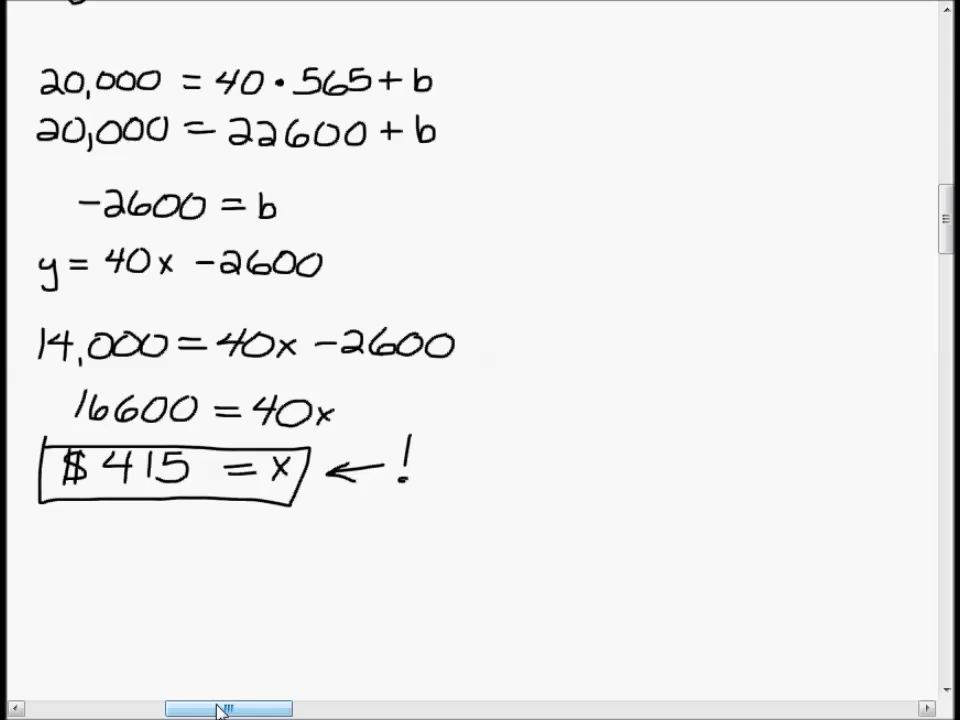 20,000 = 40 · 565 + b
20,000 = 22600 + b
-2600 = b
y = 40x - 2600
14,000 = 40x - 2600
16600 = 40x
$ 415 = x ← !